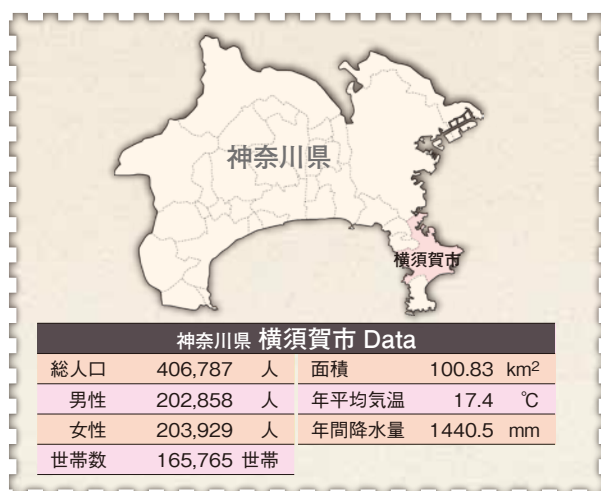 神奈川県
横須賀市
神奈川県 横須賀市 Data
総人口 406,787 人 面積 100.83 km²
男性 202,858 人 年平均気温 17.4 ℃
女性 203,929 人 年間降水量 1440.5 mm
世帯数 165,765 世帯